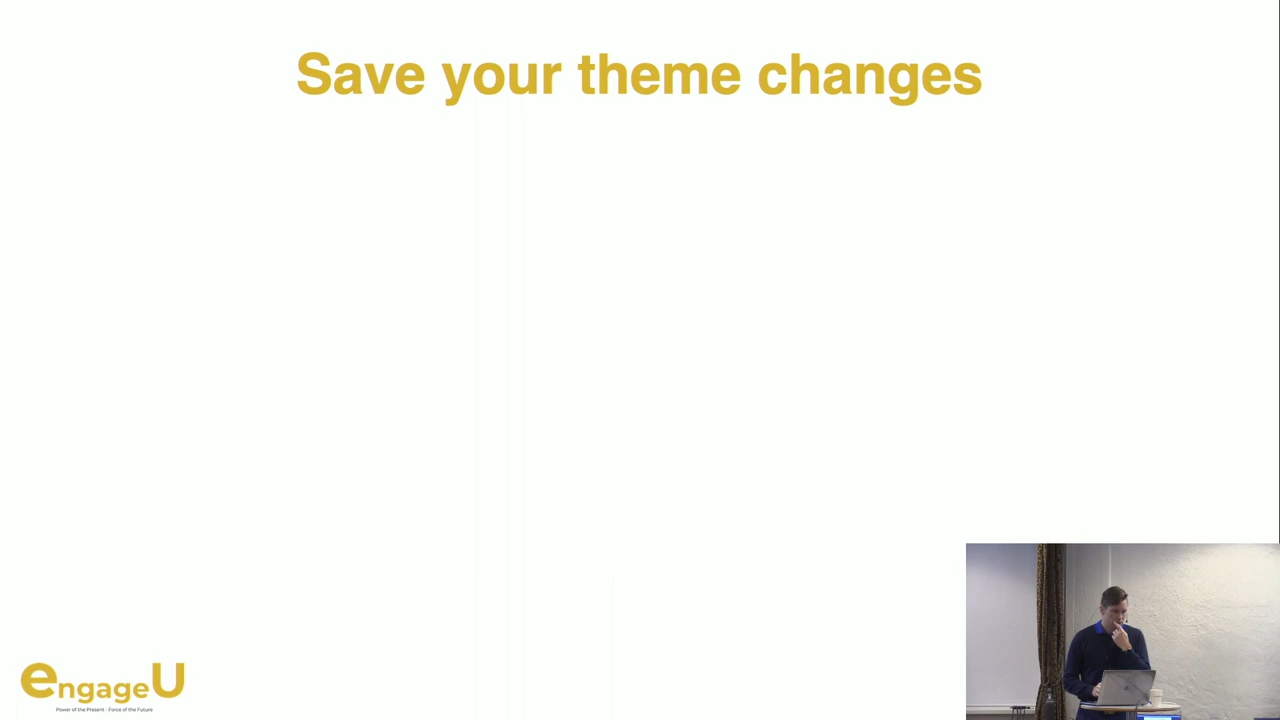 Save your theme changes
engageU
Power of the Present - Force of the Future